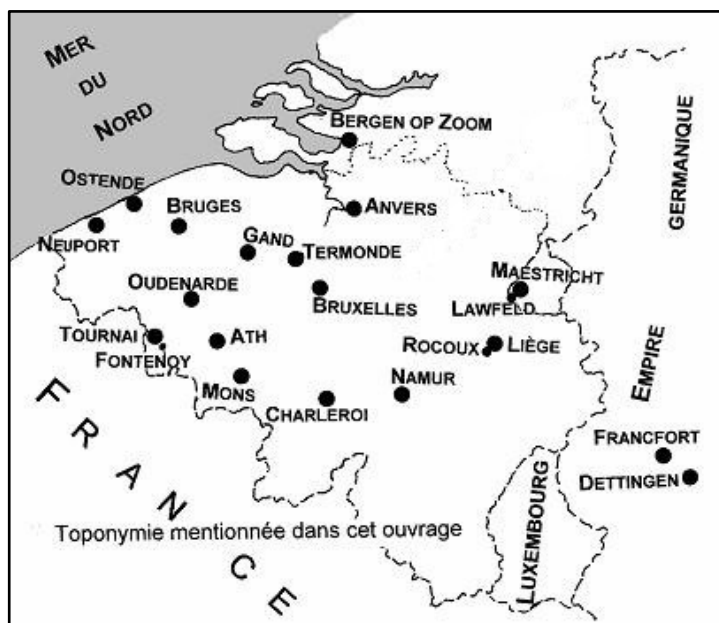 MER
DU
NORD
BERGEN OP ZOOM
GERMANIQUE
OSTENDE
BRUGES
ANVERS
NEUPORT
GAND
TERMONDE
MAESTRICHT
OUDENARDE
BRUXELLES
LAWFELD
TOURNAI
ATH
ROCOUX
LIÈGE
FONTENOY
MONS
NAMUR
EMPIRE
CHARLEROI
FRANCFORT
DETTINGEN
LUXEMBOURG
FRANCE
Toponymie mentionnée dans cet ouvrage